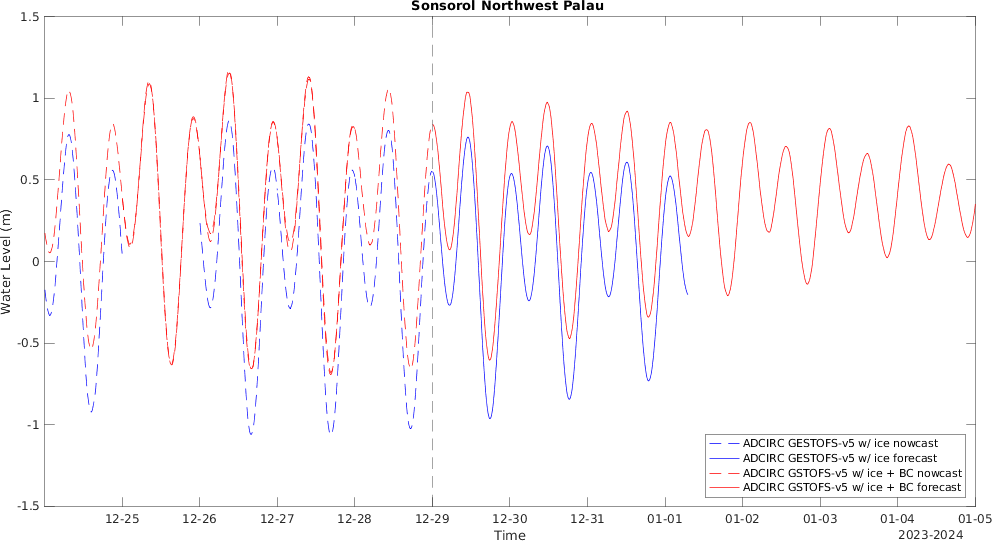 Sonsorol Northwest Palau
1.5
1
0.5
0
-0.5
-1
-1.5
Water Level (m)
ADCIRC GESTOFS-v5 w/ ice nowcast
ADCIRC GESTOFS-v5 w/ ice forecast
ADCIRC GSTOFS-v5 w/ ice + BC nowcast
ADCIRC GSTOFS-v5 w/ ice + BC forecast
12-25 12-26 12-27 12-28 12-29 12-30 12-31 01-01 01-02 01-03 01-04 01-05
Time
2023-2024